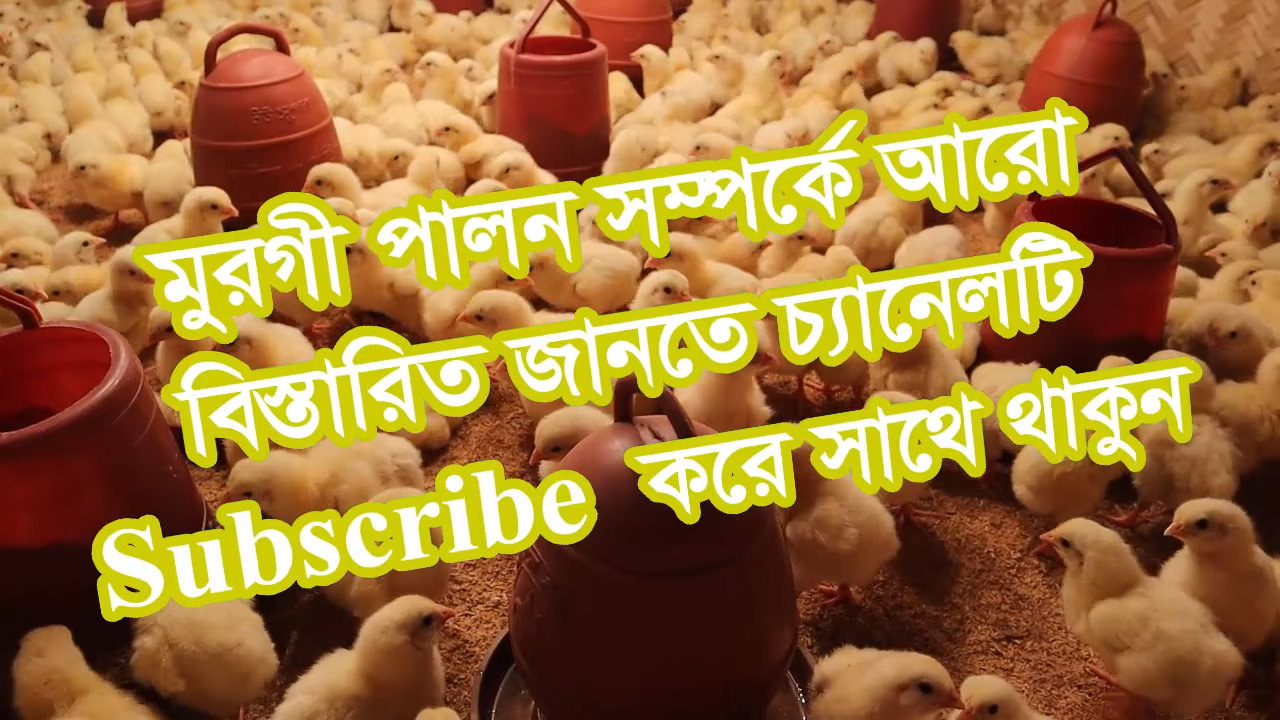 মুরগী পালন সম্পর্কে আরো
বিস্তারিত জানতে চ্যানেলটি
Subscribe করে সাথে থাকুন